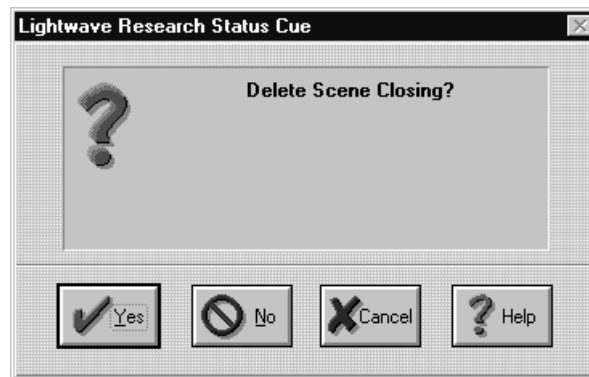 Lightwave Research Status Cue
Delete Scene Closing?
Yes
No
Cancel
Help